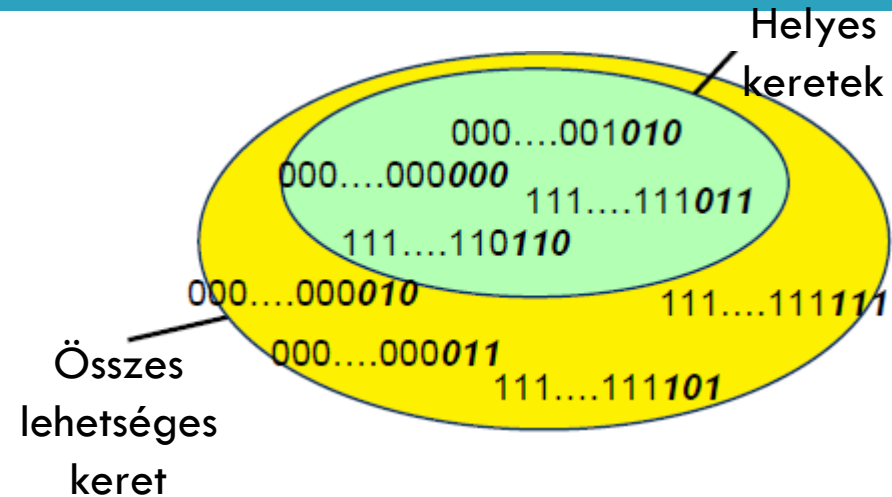 Helyes
keretek
000....001010
000....000000
111....111011
111....110110
000....000010
111....111111
000....000011
111....111101
Összes
lehetséges
keret